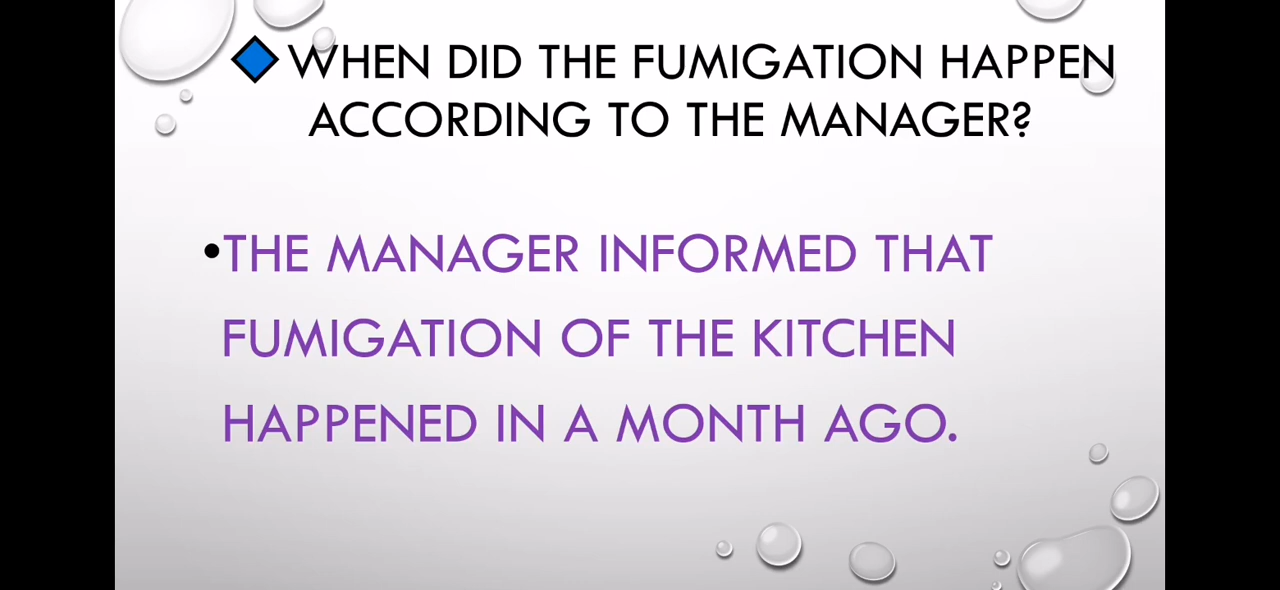 WHEN DID THE FUMIGATION HAPPEN
ACCORDING TO THE MANAGER?
•THE MANAGER INFORMED THAT
FUMIGATION OF THE KITCHEN
HAPPENED IN A MONTH AGO.